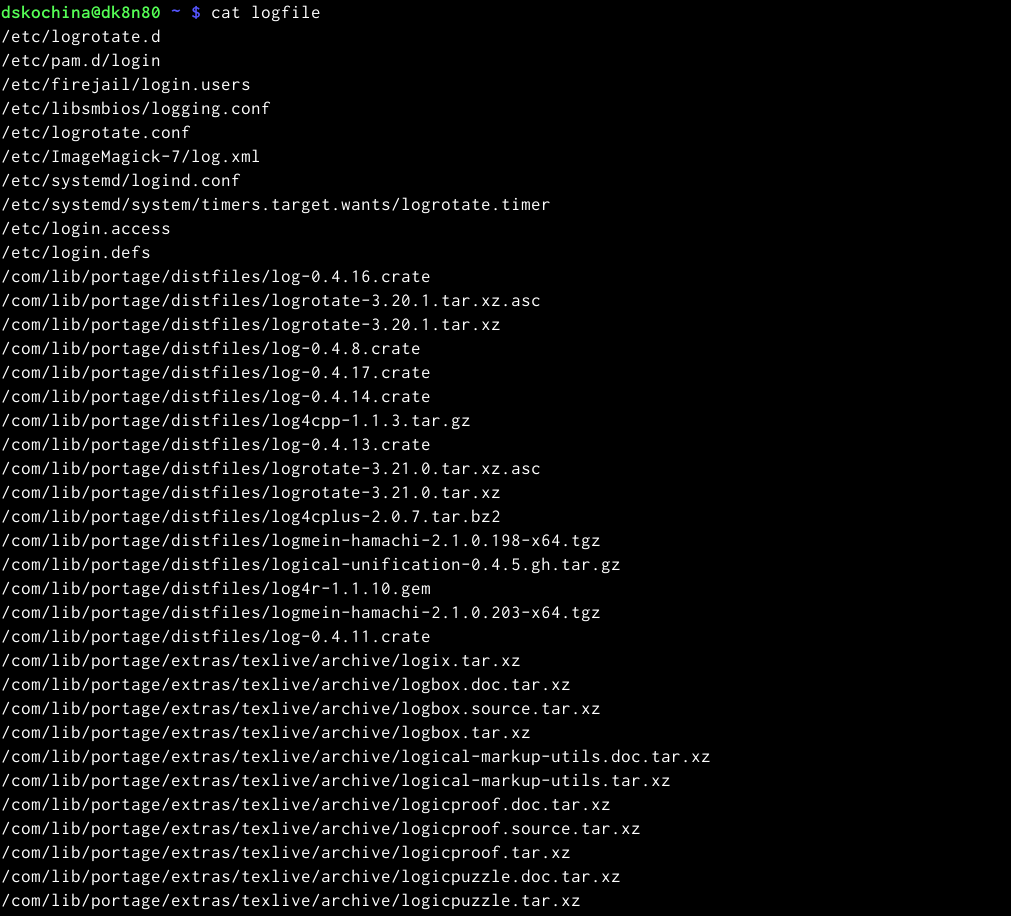 dskochina@dk8n80 ~ $ cat logfile
/etc/logrotate.d
/etc/pam.d/login
/etc/firejail/login.users
/etc/libsmbios/logging.conf
/etc/logrotate.conf
/etc/ImageMagick-7/log.xml
/etc/systemd/logind.conf
/etc/systemd/system/timers.target.wants/logrotate.timer
/etc/login.access
/etc/login.defs
/com/lib/portage/distfiles/log-0.4.16.crate
/com/lib/portage/distfiles/logrotate-3.20.1.tar.xz.asc
/com/lib/portage/distfiles/logrotate-3.20.1.tar.xz
/com/lib/portage/distfiles/log-0.4.8.crate
/com/lib/portage/distfiles/log-0.4.17.crate
/com/lib/portage/distfiles/log-0.4.14.crate
/com/lib/portage/distfiles/log4cpp-1.1.3.tar.gz
/com/lib/portage/distfiles/log-0.4.13.crate
/com/lib/portage/distfiles/logrotate-3.21.0.tar.xz.asc
/com/lib/portage/distfiles/logrotate-3.21.0.tar.xz
/com/lib/portage/distfiles/log4cplus-2.0.7.tar.bz2
/com/lib/portage/distfiles/logmein-hamachi-2.1.0.198-x64.tgz
/com/lib/portage/distfiles/logical-unification-0.4.5.gh.tar.gz
/com/lib/portage/distfiles/log4r-1.1.10.gem
/com/lib/portage/distfiles/logmein-hamachi-2.1.0.203-x64.tgz
/com/lib/portage/distfiles/log-0.4.11.crate
/com/lib/portage/extras/texlive/archive/logix.tar.xz
/com/lib/portage/extras/texlive/archive/logbox.doc.tar.xz
/com/lib/portage/extras/texlive/archive/logbox.source.tar.xz
/com/lib/portage/extras/texlive/archive/logbox.tar.xz
/com/lib/portage/extras/texlive/archive/logical-markup-utils.doc.tar.xz
/com/lib/portage/extras/texlive/archive/logical-markup-utils.tar.xz
/com/lib/portage/extras/texlive/archive/logicproof.doc.tar.xz
/com/lib/portage/extras/texlive/archive/logicproof.source.tar.xz
/com/lib/portage/extras/texlive/archive/logicproof.tar.xz
/com/lib/portage/extras/texlive/archive/logicpuzzle.doc.tar.xz
/com/lib/portage/extras/texlive/archive/logicpuzzle.tar.xz